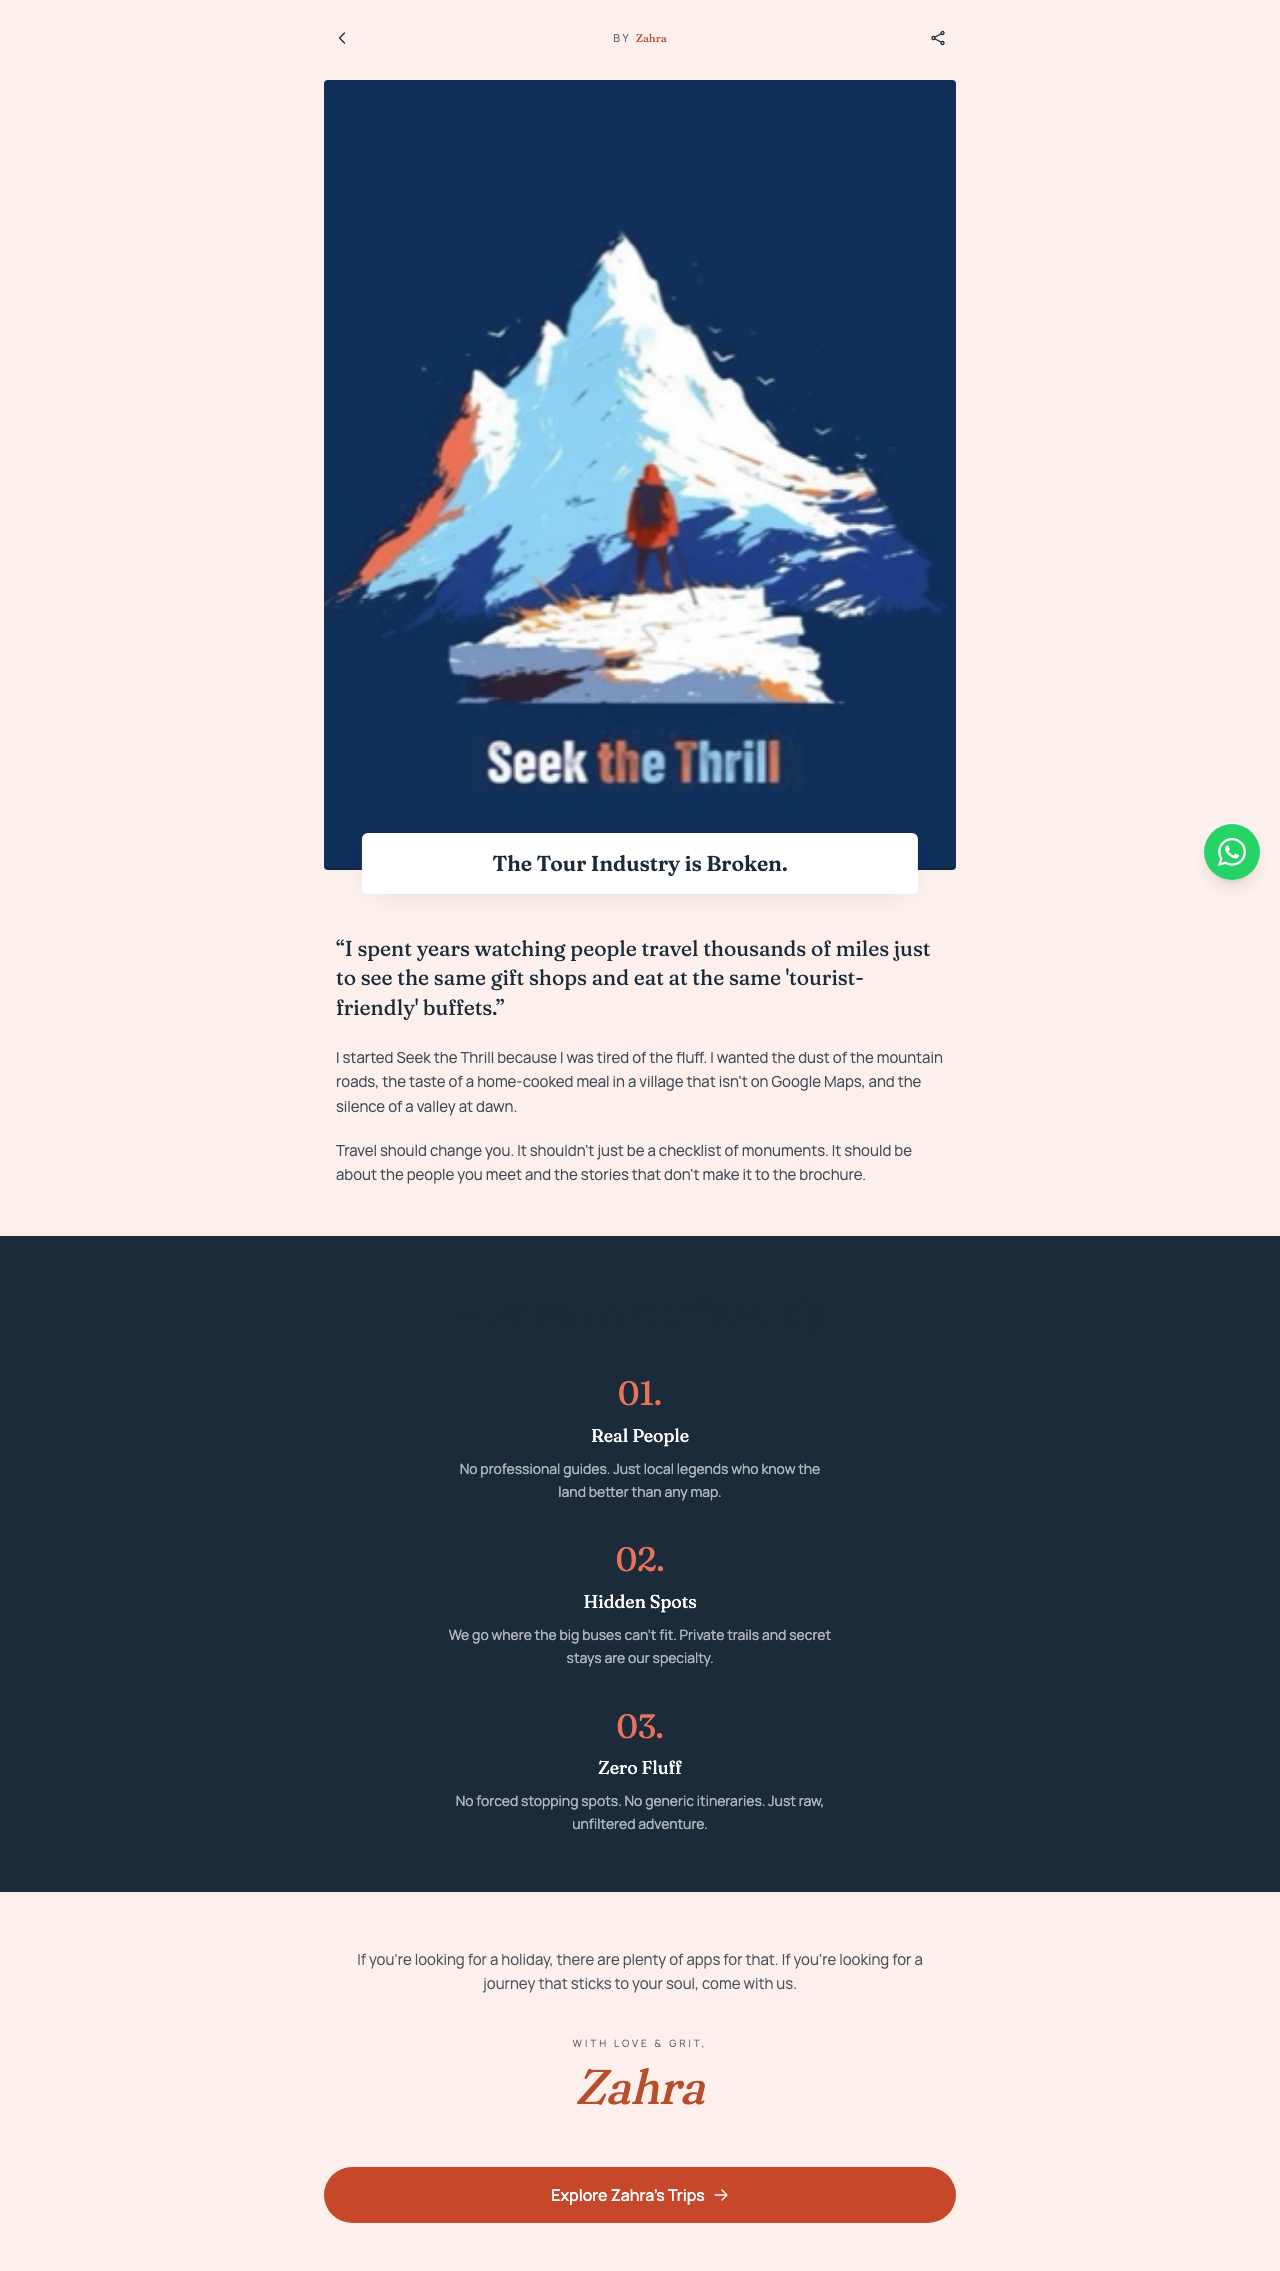 BY Zahra
Seek the Thrill
The Tour Industry is Broken.
“I spent years watching people travel thousands of miles just
to see the same gift shops and eat at the same 'tourist-
friendly' buffets.”
I started Seek the Thrill because I was tired of the fluff. I wanted the dust of the mountain
roads, the taste of a home-cooked meal in a village that isn't on Google Maps, and the
silence of a valley at dawn.
Travel should change you. It shouldn't just be a checklist of monuments. It should be
about the people you meet and the stories that don't make it to the brochure.
01.
Real People
No professional guides. Just local legends who know the
land better than any map.
02.
Hidden Spots
We go where the big buses can't fit. Private trails and secret
stays are our specialty.
03.
Zero Fluff
No forced stopping spots. No generic itineraries. Just raw,
unfiltered adventure.
If you're looking for a holiday, there are plenty of apps for that. If you're looking for a
journey that sticks to your soul, come with us.
WITH LOVE & GRIT,
Zahra
Explore Zahra's Trips →